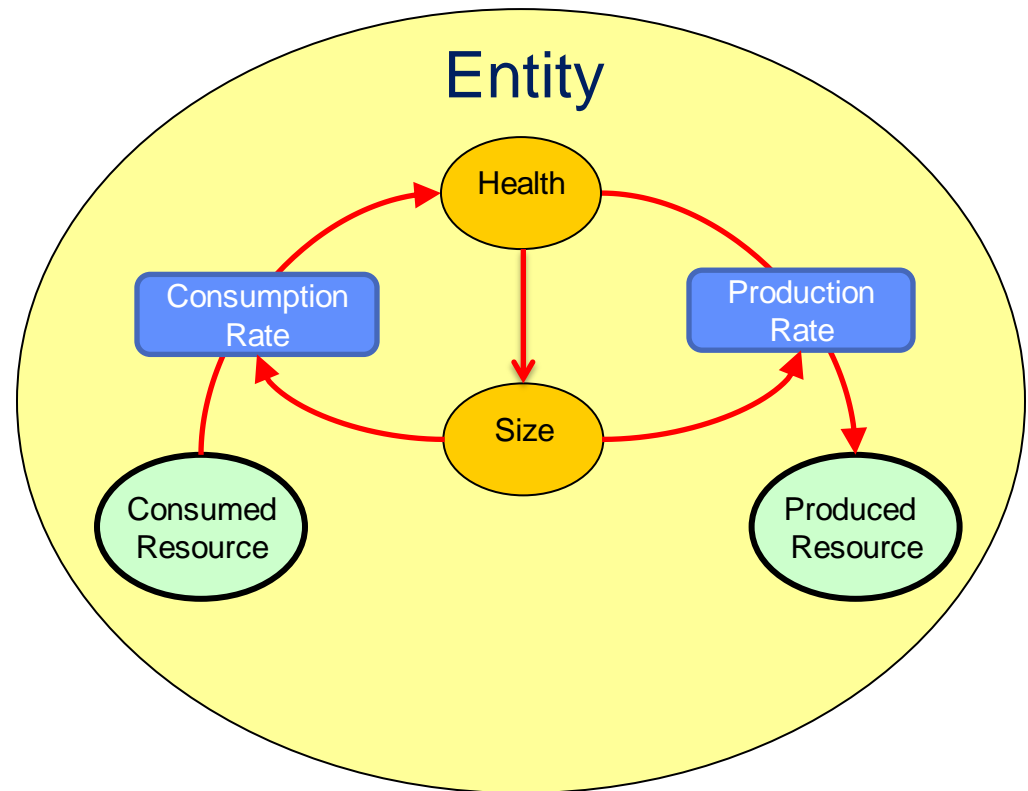 Entity
Health
Consumption
Rate
Production
Rate
Size
Consumed
Resource
Produced
Resource